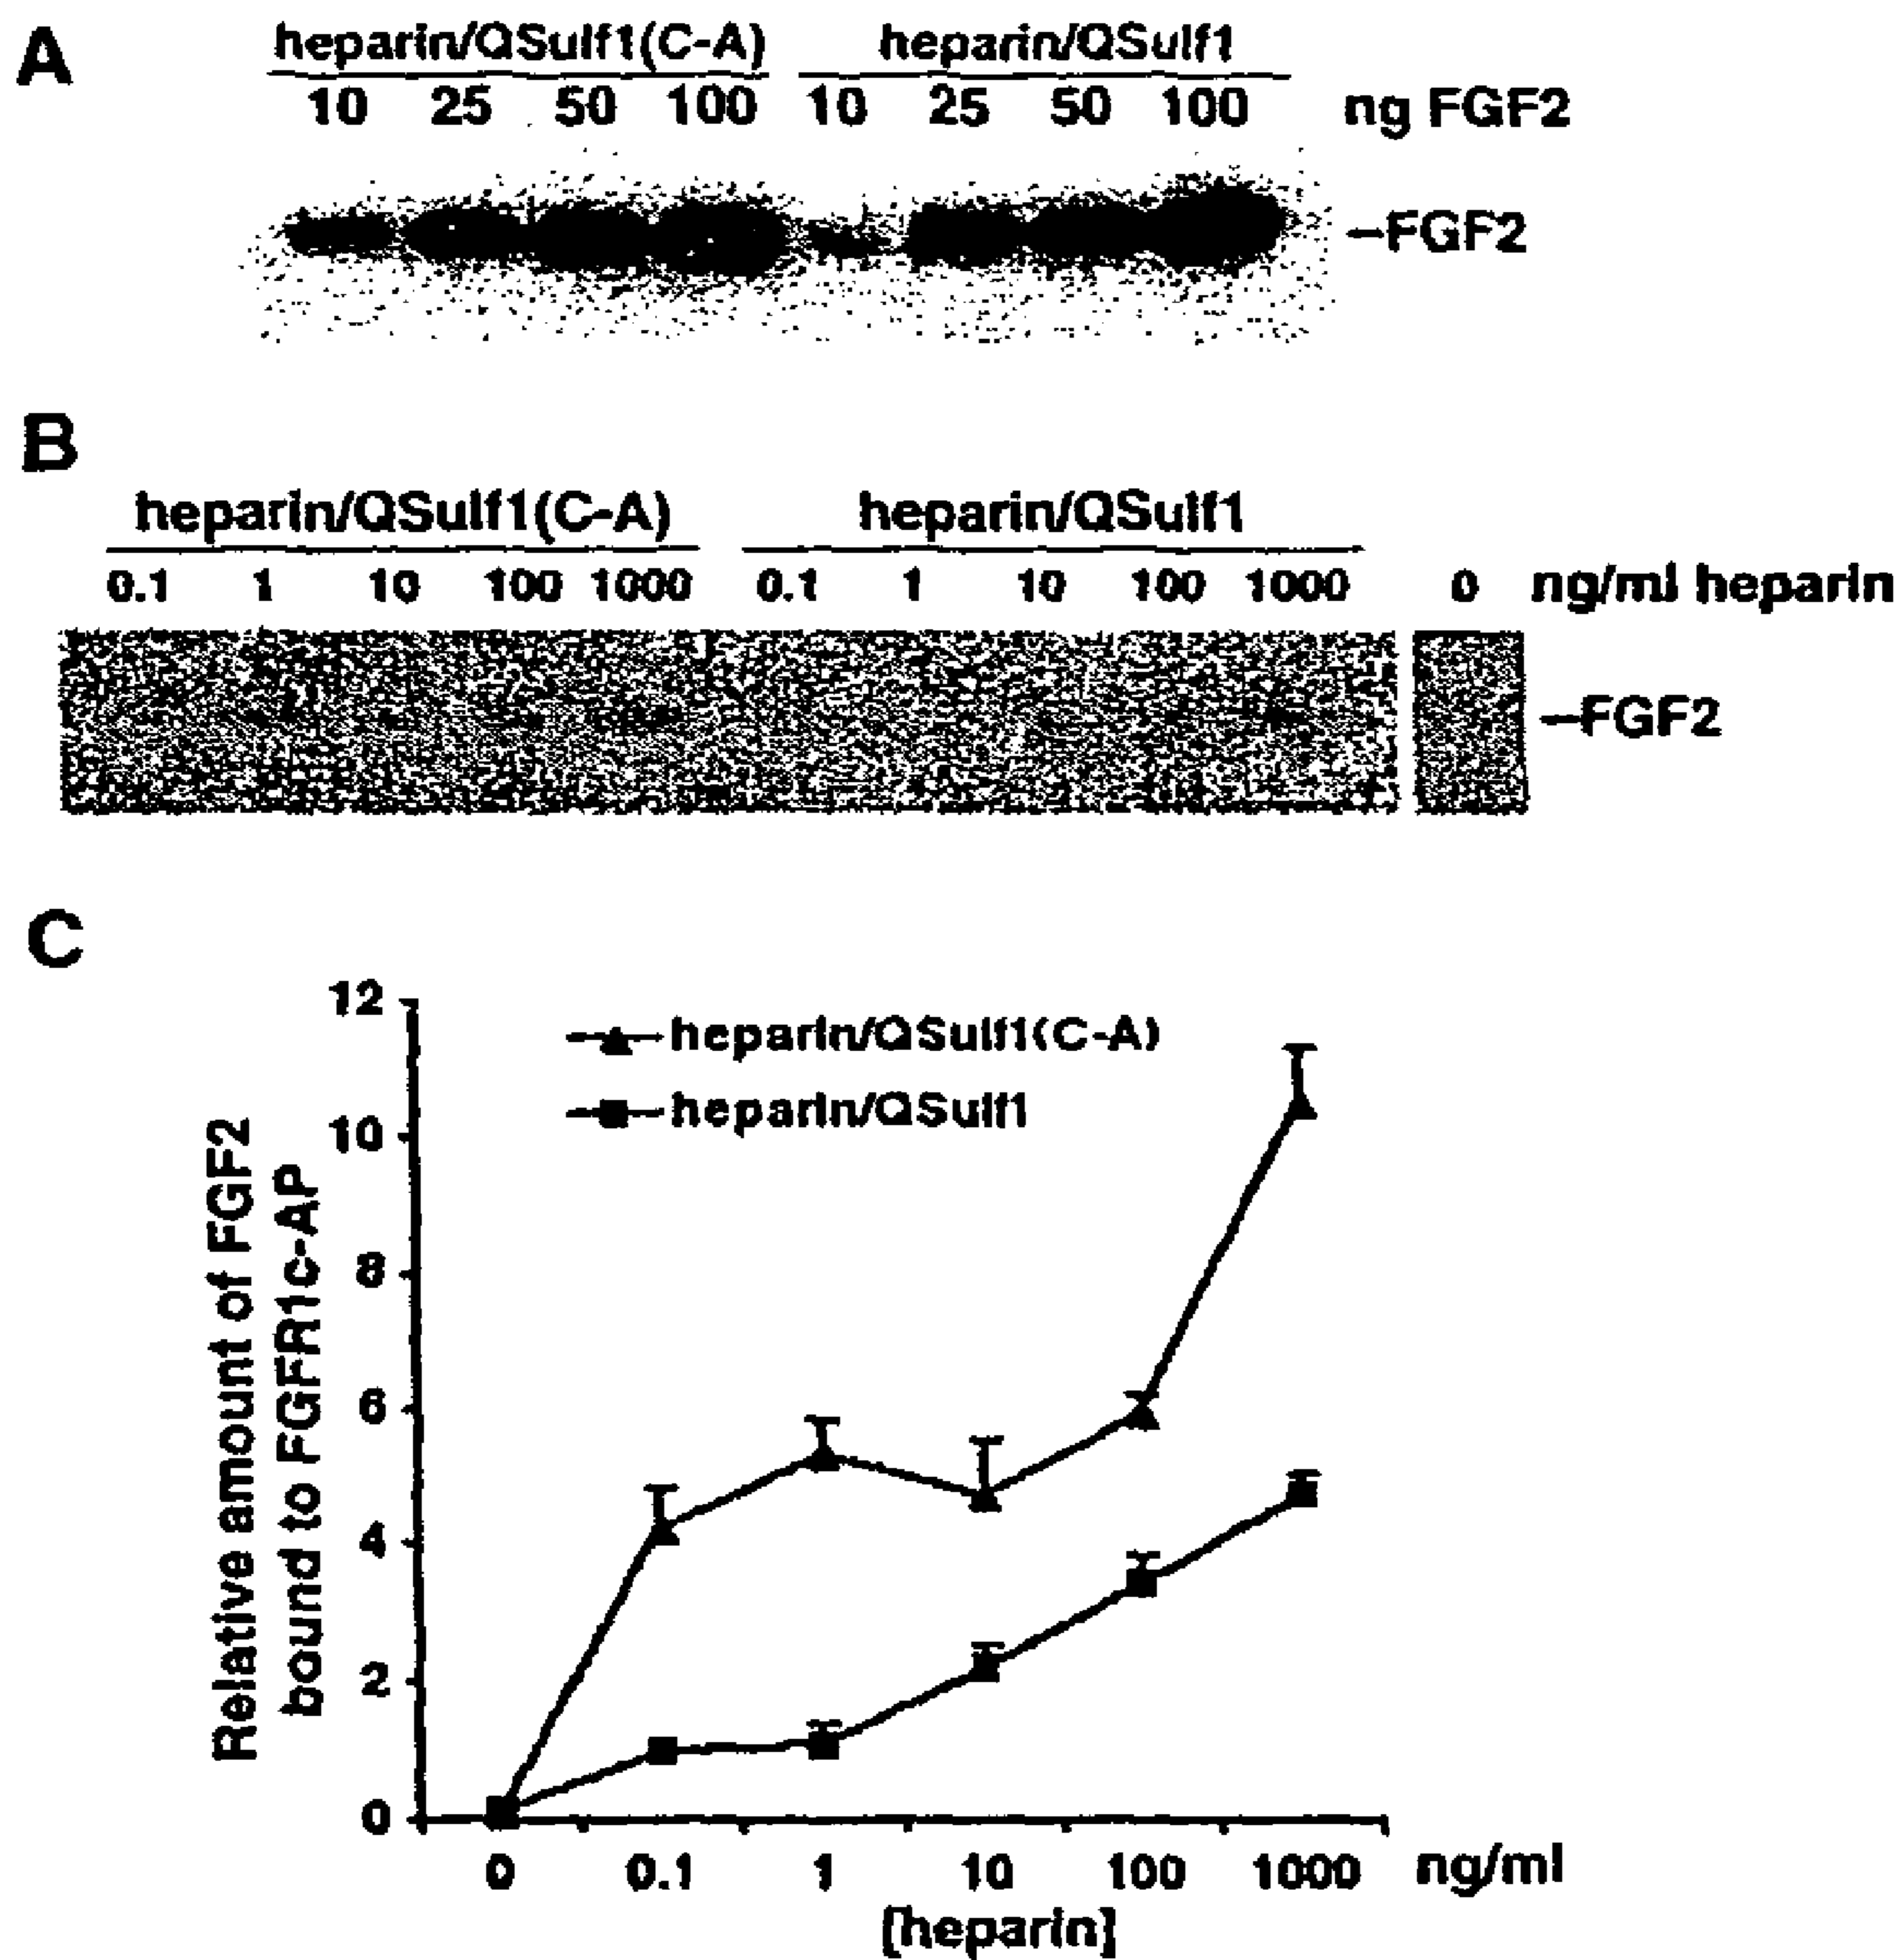 A
heparin/QSulf1(C-A) heparin/QSulf1
10 25 50 100 10 25 50 100 ng FGF2
–FGF2
B
heparin/QSulf1(C-A) heparin/QSulf1
0.1 1 10 100 1000 0.1 1 10 100 1000 0 ng/ml heparin
–FGF2
C
12
10
8
6
4
2
0
heparin/QSulf1(C-A)
heparin/QSulf1
Relative amount of FGF2
bound to FGFR1c-AP
0 0.1 1 10 100 1000 ng/ml
[heparin]